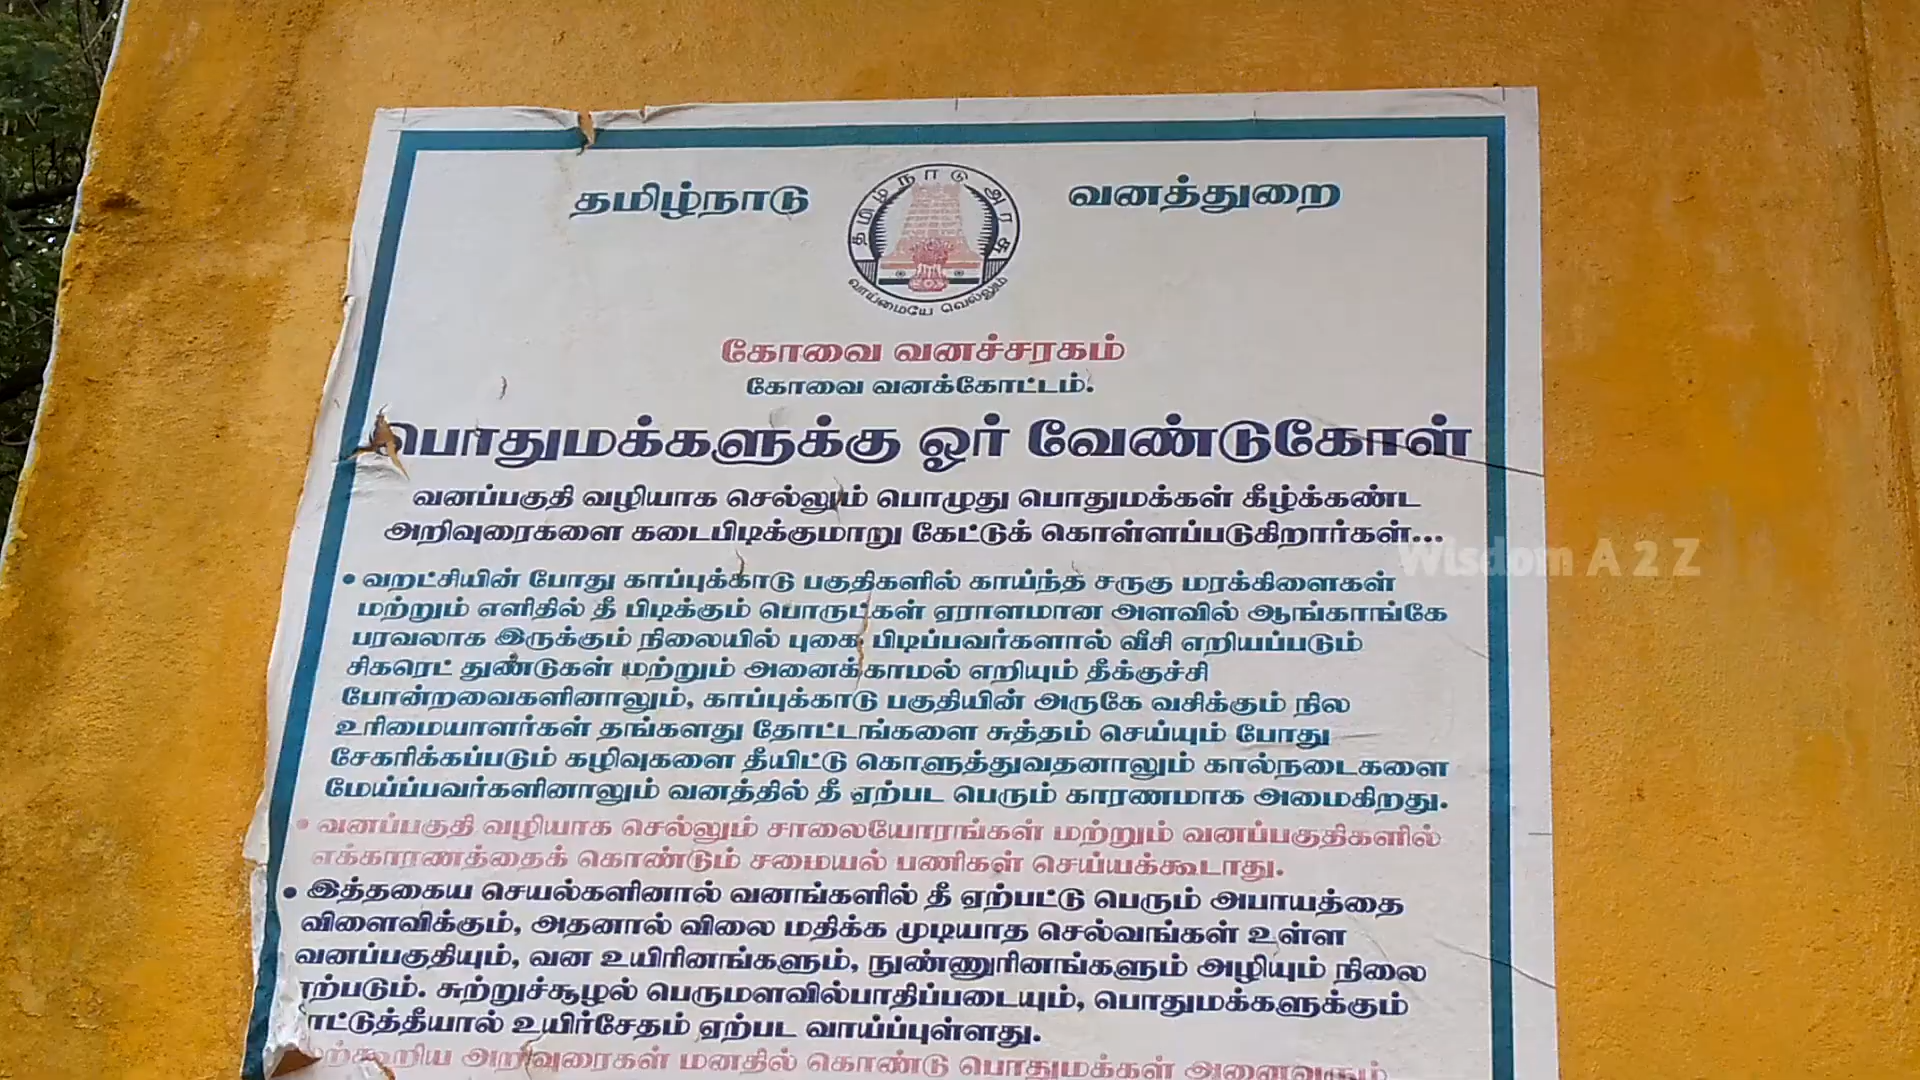 தமிழ்நாடு வனத்துறை
தமிழ் நாடு அரசு
வாய்மையே வெல்லும்
கோவை வனச்சரகம்
கோவை வனக்கோட்டம்.
பொதுமக்களுக்கு ஓர் வேண்டுகோள்
வனப்பகுதி வழியாக செல்லும் பொழுது பொதுமக்கள் கீழ்க்கண்ட
அறிவுரைகளை கடைபிடிக்குமாறு கேட்டுக் கொள்ளப்படுகிறார்கள்...
Wisdom A 2 Z
• வறட்சியின் போது காப்புக்காடு பகுதிகளில் காய்ந்த சருகு மரக்கிளைகள்
மற்றும் எளிதில் தீ பிடிக்கும் பொருட்கள் ஏராளமான அளவில் ஆங்காங்கே
பரவலாக இருக்கும் நிலையில் புகை பிடிப்பவர்களால் வீசி எறியப்படும்
சிகரெட் துண்டுகள் மற்றும் அனைக்காமல் எறியும் தீக்குச்சி
போன்றவைகளினாலும், காப்புக்காடு பகுதியின் அருகே வசிக்கும் நில
உரிமையாளர்கள் தங்களது தோட்டங்களை சுத்தம் செய்யும் போது
சேகரிக்கப்படும் கழிவுகளை தீயிட்டு கொளுத்துவதனாலும் கால்நடைகளை
மேய்ப்பவர்களினாலும் வனத்தில் தீ ஏற்பட பெரும் காரணமாக அமைகிறது.
• வனப்பகுதி வழியாக செல்லும் சாலையோரங்கள் மற்றும் வனப்பகுதிகளில்
எக்காரணத்தைக் கொண்டும் சமையல் பணிகள் செய்யக்கூடாது.
• இத்தகைய செயல்களினால் வனங்களில் தீ ஏற்பட்டு பெரும் அபாயத்தை
விளைவிக்கும், அதனால் விலை மதிக்க முடியாத செல்வங்கள் உள்ள
வனப்பகுதியும், வன உயிரினங்களும், நுண்ணுரினங்களும் அழியும் நிலை
ற்படும். சுற்றுச்சூழல் பெருமளவில்பாதிப்படையும், பொதுமக்களுக்கும்
ாட்டுத்தீயால் உயிர்சேதம் ஏற்பட வாய்ப்புள்ளது.
அறிவுரைகள் மனதில் கொண்டு பொதுமக்கள் அனைவரும்